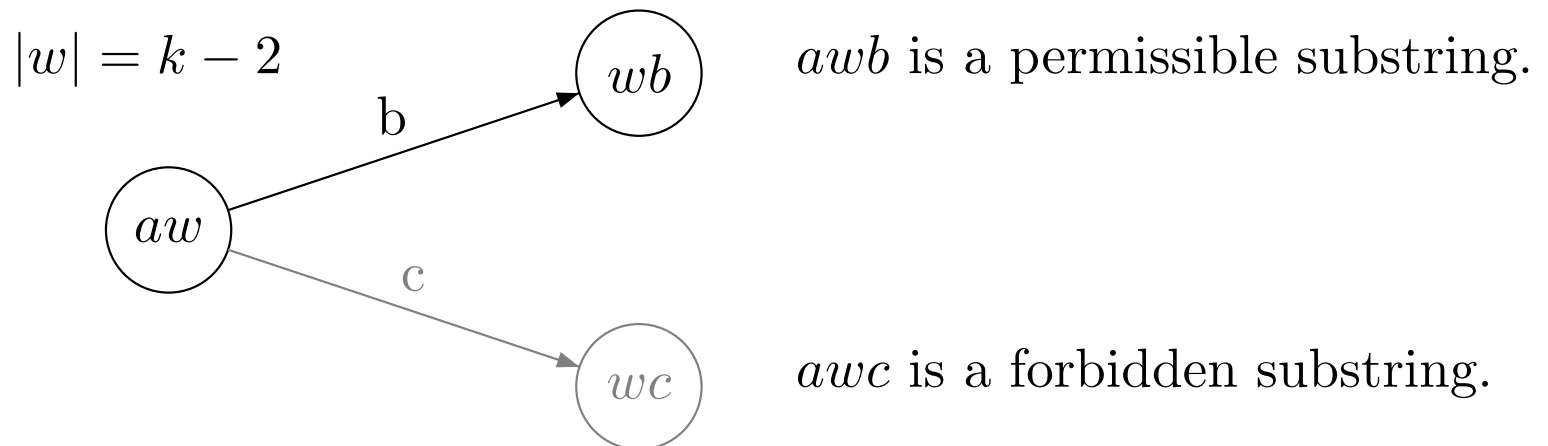 |w| = k − 2
wb
awb is a permissible substring.
b
aw
c
wc
awc is a forbidden substring.